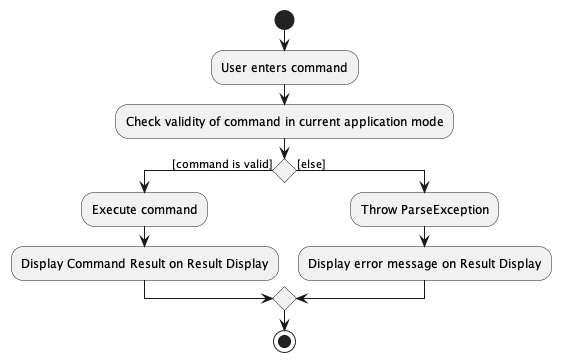 User enters command
Check validity of command in current application mode
[command is valid]
[else]
Execute command
Throw ParseException
Display Command Result on Result Display
Display error message on Result Display